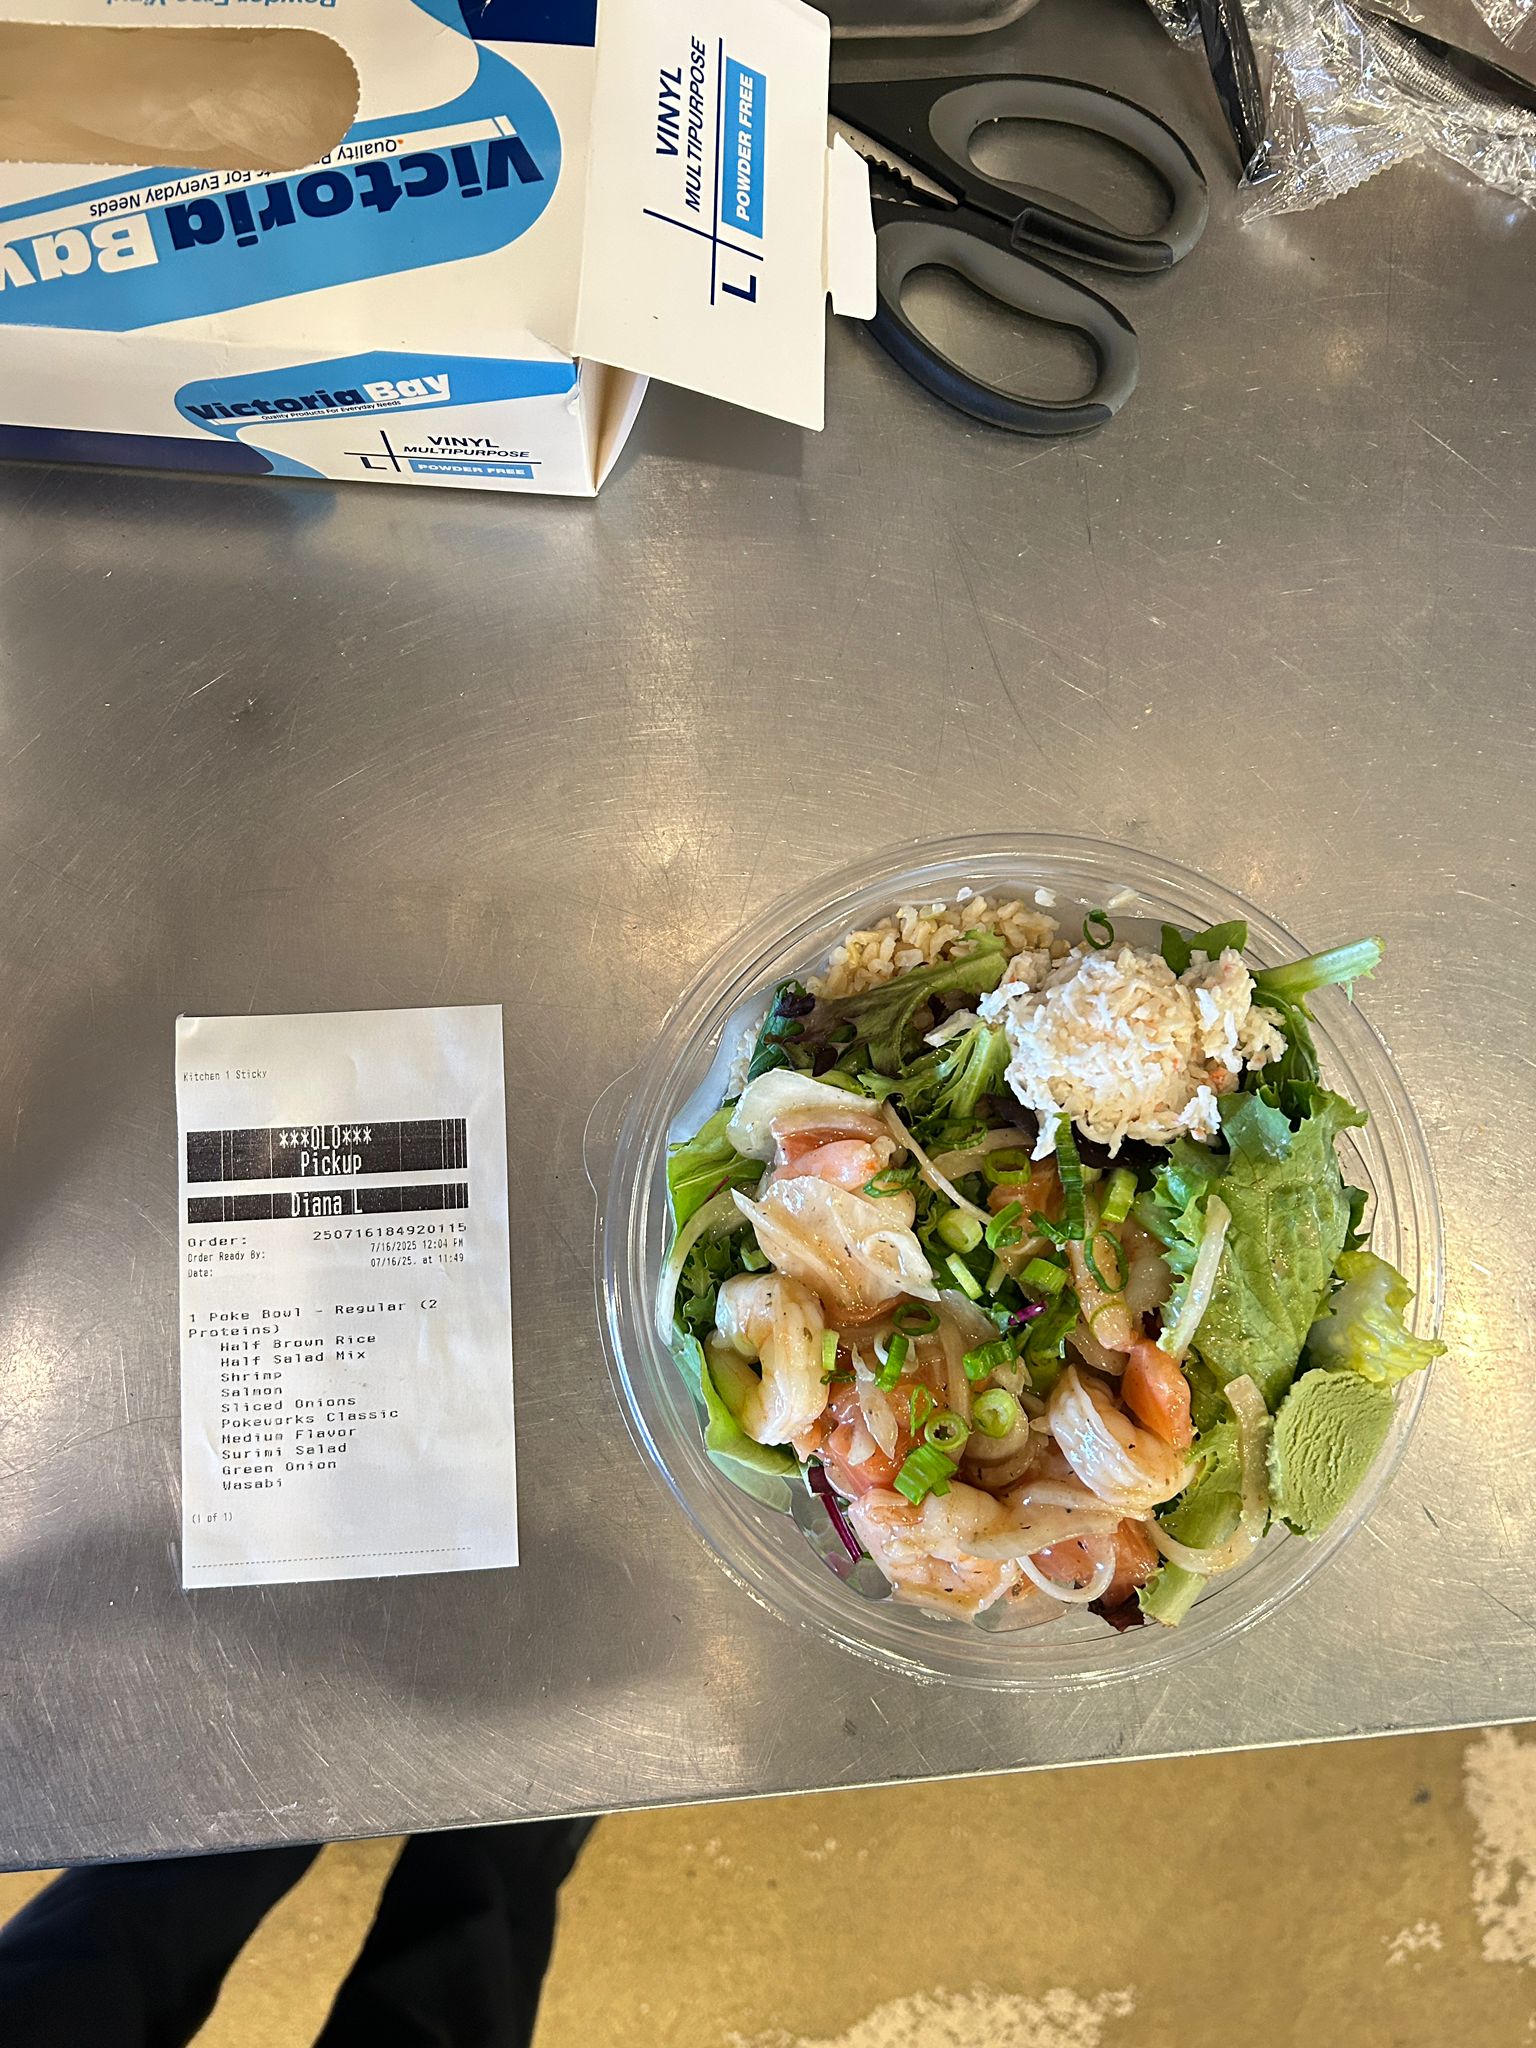 Powder Free Vinyl
Victoria Bay
Quality
For Everyday Needs
VINYL
MULTIPURPOSE
POWDER FREE
L
Victoria Bay
Quality Products For Everyday Needs
VINYL
MULTIPURPOSE
L
POWDER FREE
Kitchen 1 Sticky
***OLO***
Pickup
Diana L
Order: 250716184920115
Order Ready By: 7/16/2025 12:04 PM
Date: 07/16/25. at 11:49
1 Poke Bowl - Regular (2
Proteins)
Half Brown Rice
Half Salad Mix
Shrimp
Salmon
Sliced Onions
Pokeworks Classic
Medium Flavor
Surimi Salad
Green Onion
Wasabi
(1 of 1)